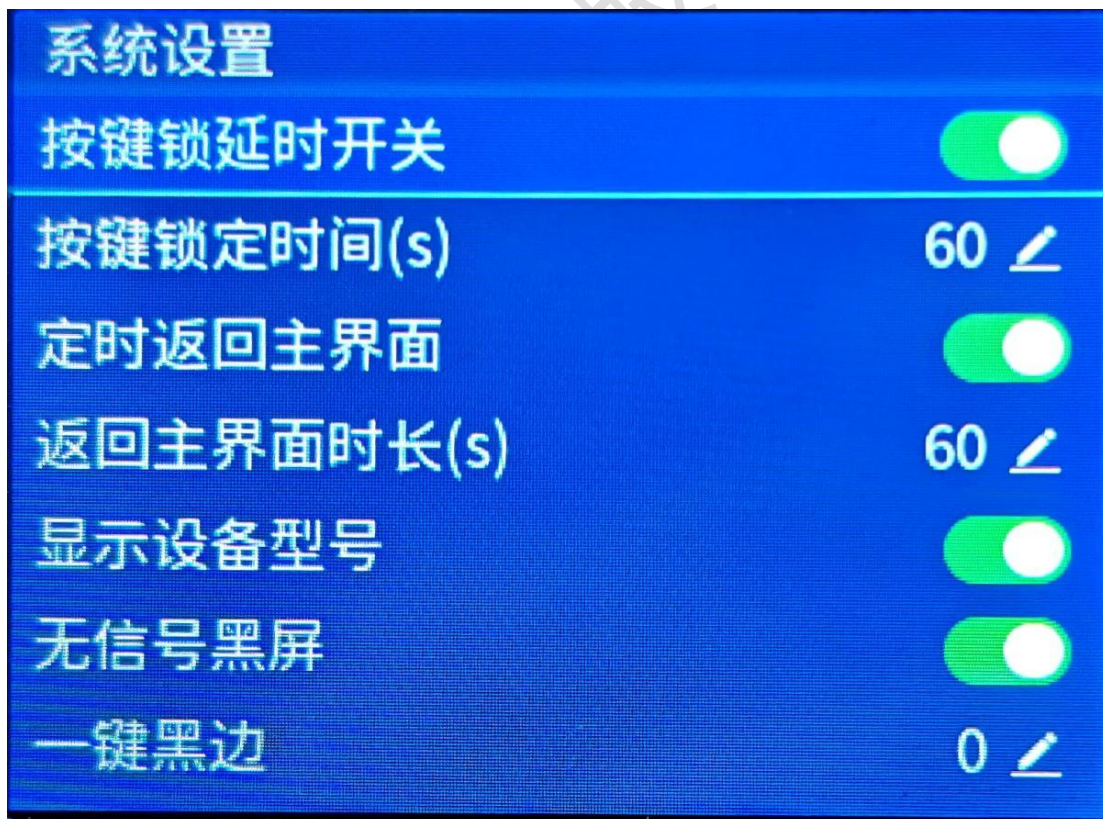 系统设置
按键锁延时开关
按键锁定时间(s) 60
定时返回主界面
返回主界面时长(s) 60
显示设备型号
无信号黑屏
一键黑边 0